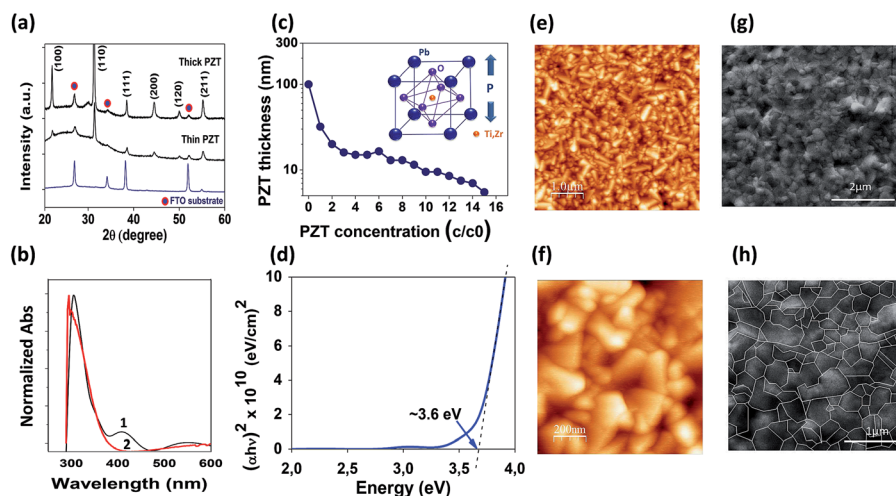 (a)
Intensity (a.u.)
(100)
(110)
Thick PZT
(111)
(200)
(120)
(211)
Thin PZT
FTO substrate
20 30 40 50 60
2θ (degree)
(b)
Normalized Abs
1
2
300 400 500 600
Wavelength (nm)
(c)
PZT thickness (nm)
300
100
10
Pb
O
P
Ti,Zr
0 2 4 6 8 10 12 14 16
PZT concentration (c/c0)
(d)
(αhν)² x 10¹⁰ (eV/cm)²
10
8
6
4
2
0
~3.6 eV
2,0 2,5 3,0 3,5 4,0
Energy (eV)
(e)
1.0µm
(f)
200nm
(g)
2µm
(h)
1µm